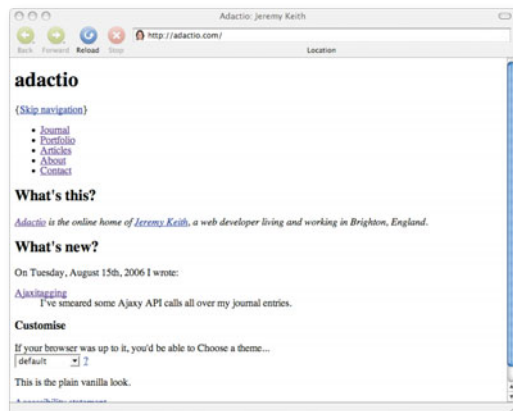 Adactio: Jeremy Keith
http://adactio.com/
Back Forward Reload Stop Location
adactio
{Skip navigation}
Journal
Portfolio
Articles
About
Contact
What's this?
Adactio is the online home of Jeremy Keith, a web developer living and working in Brighton, England.
What's new?
On Tuesday, August 15th, 2006 I wrote:
Ajaxitagging
I've smeared some Ajaxy API calls all over my journal entries.
Customise
If your browser was up to it, you'd be able to Choose a theme...
default ?
This is the plain vanilla look.
Accessibility statement